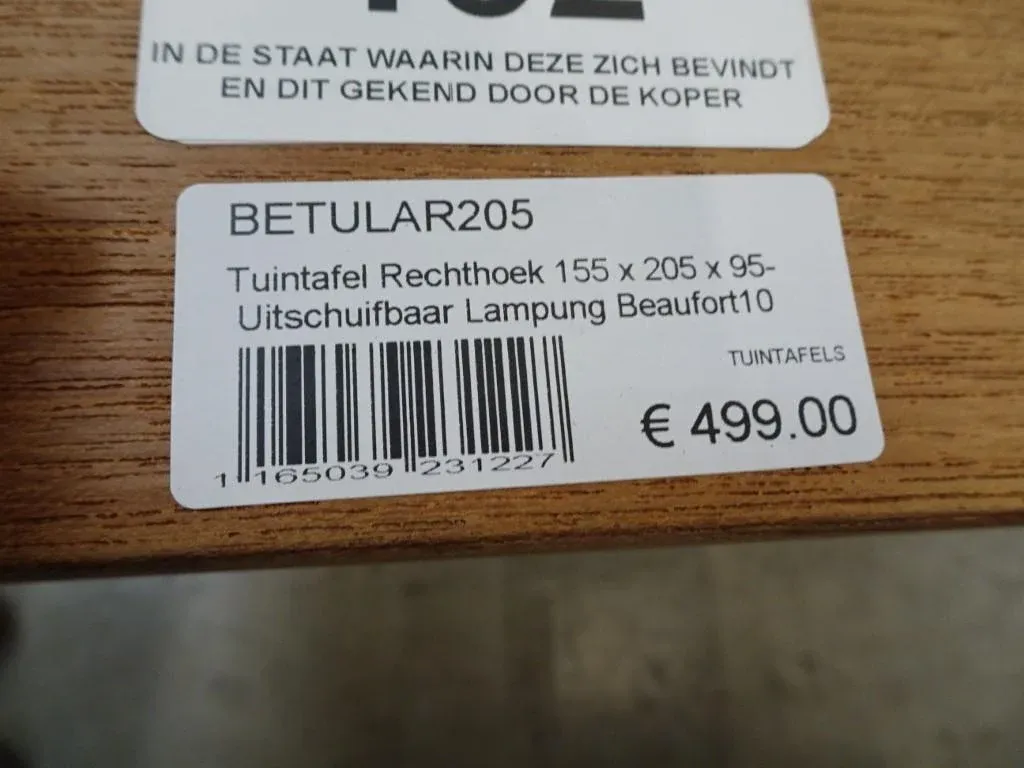 IN DE STAAT WAARIN DEZE ZICH BEVINDT
EN DIT GEKEND DOOR DE KOPER
BETULAR205
Tuintafel Rechthoek 155 x 205 x 95-
Uitschuifbaar Lampung Beaufort10
TUINTAFELS
€ 499.00
1 165039 231227